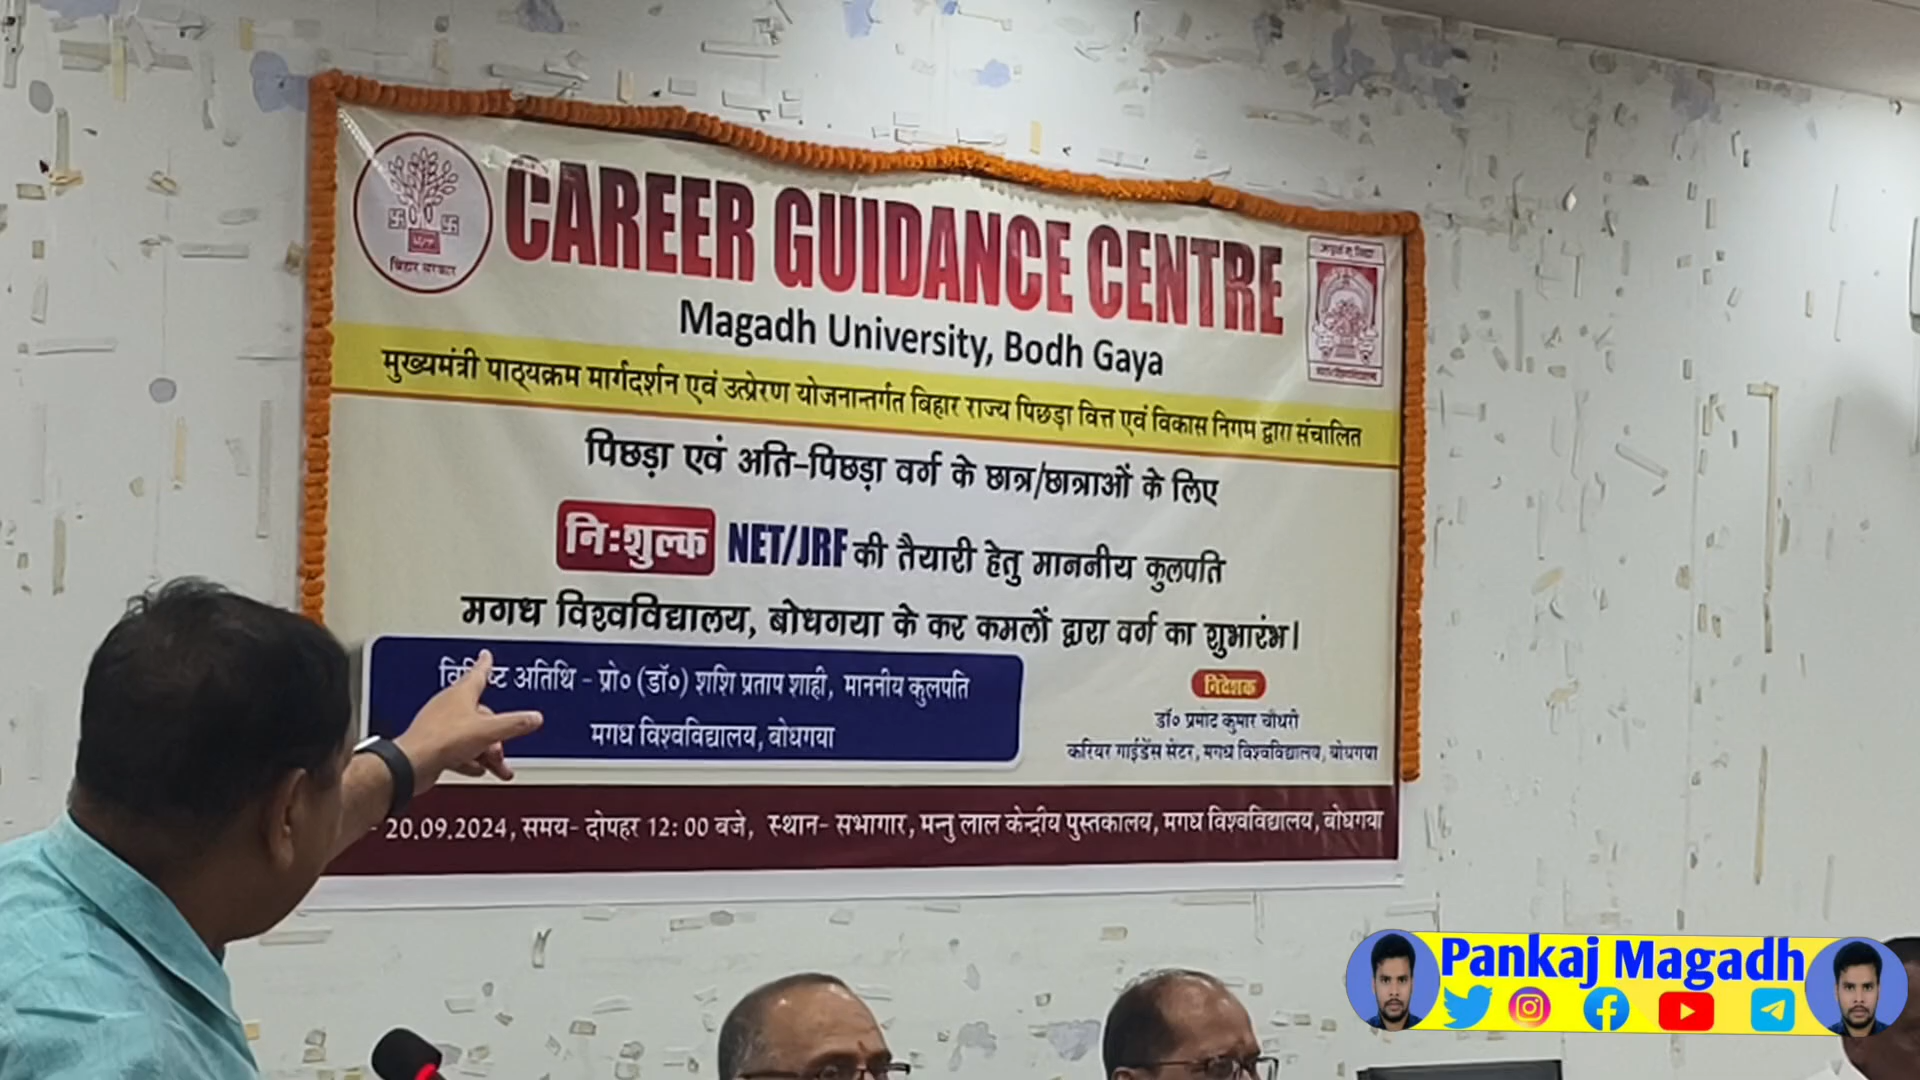 CAREER GUIDANCE CENTRE
बिहार सरकार
Magadh University, Bodh Gaya
मुख्यमंत्री पाठ्यक्रम मार्गदर्शन एवं उत्प्रेरण योजनान्तर्गत बिहार राज्य पिछड़ा वित्त एवं विकास निगम द्वारा संचालित
पिछड़ा एवं अति-पिछड़ा वर्ग के छात्र/छात्राओं के लिए
निःशुल्क NET/JRF की तैयारी हेतु माननीय कुलपति
मगध विश्वविद्यालय, बोधगया के कर कमलों द्वारा वर्ग का शुभारंभ।
अतिथि - प्रो० (डॉ०) शशि प्रताप शाही, माननीय कुलपति
मगध विश्वविद्यालय, बोधगया
निदेशक
डॉ० प्रमोद कुमार चौधरी
करियर गाईडेंस सेंटर, मगध विश्वविद्यालय, बोधगया
- 20.09.2024, समय- दोपहर 12: 00 बजे, स्थान- सभागार, मन्नु लाल केन्द्रीय पुस्तकालय, मगध विश्वविद्यालय, बोधगया
Pankaj Magadh